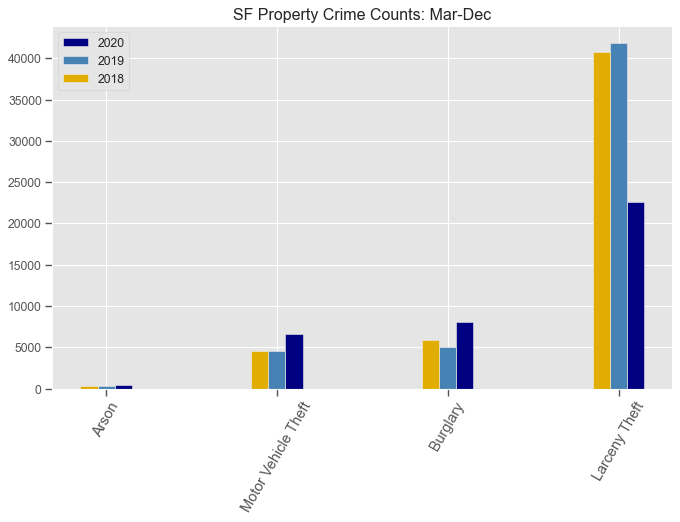 SF Property Crime Counts: Mar-Dec
2020
2019
2018
40000
35000
30000
25000
20000
15000
10000
5000
0
Arson
Motor Vehicle Theft
Burglary
Larceny Theft